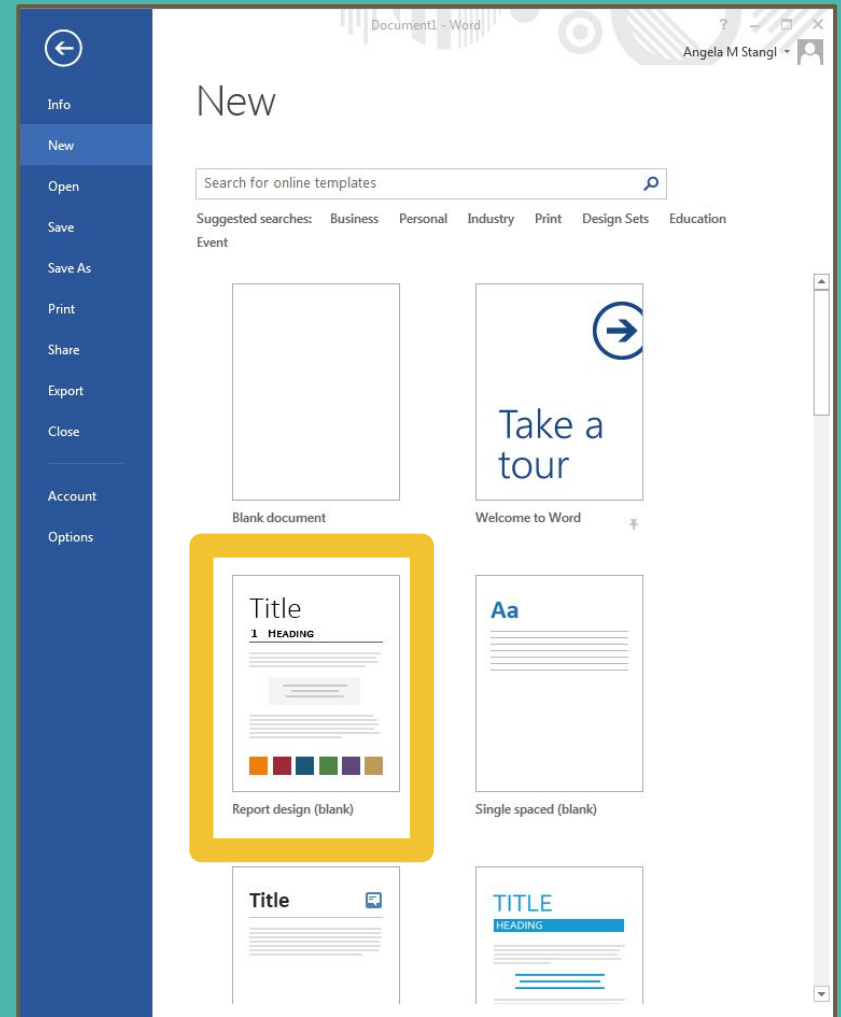 Document1 - Word
?
Angela M Stangl
Info
New
Open
Save
Save As
Print
Share
Export
Close
Account
Options
New
Search for online templates
Suggested searches: Business Personal Industry Print Design Sets Education
Event
Take a
tour
Blank document
Welcome to Word
Title
1 HEADING
Aa
Report design (blank)
Single spaced (blank)
Title
TITLE
HEADING